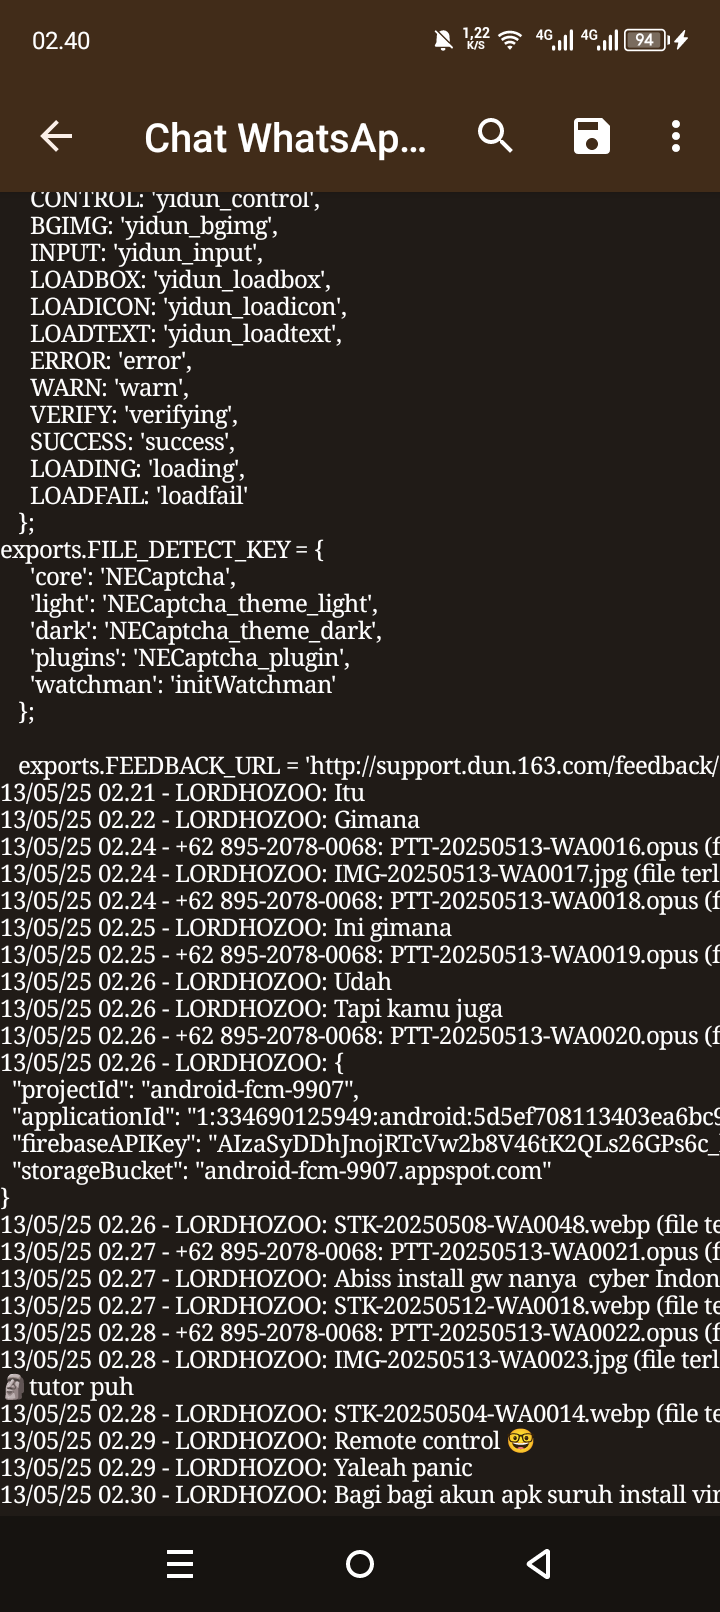 02.40
1,22 K/S 4G 4G 94
Chat WhatsAp...
CONTROL: 'yidun_control',
BGIMG: 'yidun_bgimg',
INPUT: 'yidun_input',
LOADBOX: 'yidun_loadbox',
LOADICON: 'yidun_loadicon',
LOADTEXT: 'yidun_loadtext',
ERROR: 'error',
WARN: 'warn',
VERIFY: 'verifying',
SUCCESS: 'success',
LOADING: 'loading',
LOADFAIL: 'loadfail'
};
exports.FILE_DETECT_KEY = {
'core': 'NECaptcha',
'light': 'NECaptcha_theme_light',
'dark': 'NECaptcha_theme_dark',
'plugins': 'NECaptcha_plugin',
'watchman': 'initWatchman'
};
exports.FEEDBACK_URL = 'http://support.dun.163.com/feedback/
13/05/25 02.21 - LORDHOZOO: Itu
13/05/25 02.22 - LORDHOZOO: Gimana
13/05/25 02.24 - +62 895-2078-0068: PTT-20250513-WA0016.opus (f
13/05/25 02.24 - LORDHOZOO: IMG-20250513-WA0017.jpg (file terl
13/05/25 02.24 - +62 895-2078-0068: PTT-20250513-WA0018.opus (f
13/05/25 02.25 - LORDHOZOO: Ini gimana
13/05/25 02.25 - +62 895-2078-0068: PTT-20250513-WA0019.opus (f
13/05/25 02.26 - LORDHOZOO: Udah
13/05/25 02.26 - LORDHOZOO: Tapi kamu juga
13/05/25 02.26 - +62 895-2078-0068: PTT-20250513-WA0020.opus (f
13/05/25 02.26 - LORDHOZOO: {
"projectId": "android-fcm-9907",
"applicationId": "1:334690125949:android:5d5ef708113403ea6bc9
"firebaseAPIKey": "AIzaSyDDhJnojRTcVw2b8V46tK2QLs26GPs6c_
"storageBucket": "android-fcm-9907.appspot.com"
}
13/05/25 02.26 - LORDHOZOO: STK-20250508-WA0048.webp (file te
13/05/25 02.27 - +62 895-2078-0068: PTT-20250513-WA0021.opus (f
13/05/25 02.27 - LORDHOZOO: Abiss install gw nanya  cyber Indon
13/05/25 02.27 - LORDHOZOO: STK-20250512-WA0018.webp (file te
13/05/25 02.28 - +62 895-2078-0068: PTT-20250513-WA0022.opus (f
13/05/25 02.28 - LORDHOZOO: IMG-20250513-WA0023.jpg (file terl
🗿 tutor puh
13/05/25 02.28 - LORDHOZOO: STK-20250504-WA0014.webp (file te
13/05/25 02.29 - LORDHOZOO: Remote control 🤓
13/05/25 02.29 - LORDHOZOO: Yaleah panic
13/05/25 02.30 - LORDHOZOO: Bagi bagi akun apk suruh install vir